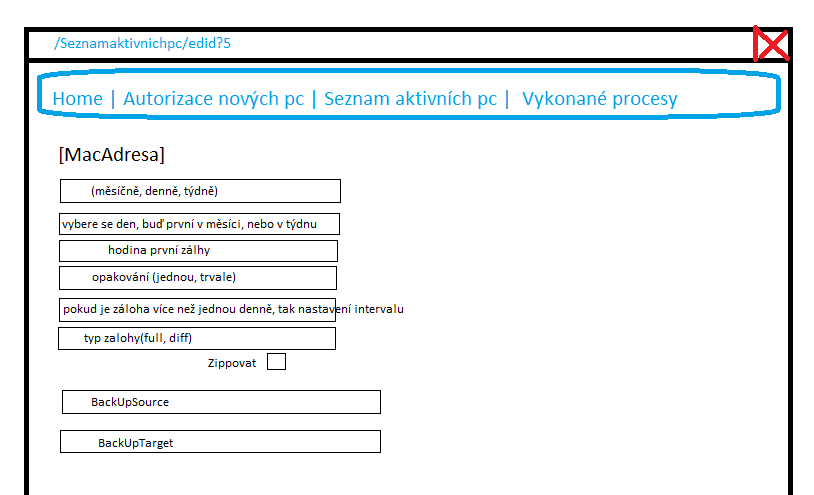 /Seznamaktivnichpc/edid?5
Home | Autorizace nových pc | Seznam aktivních pc | Vykonané procesy
[MacAdresa]
(měsíčně, denně, týdně)
vybere se den, buď první v měsíci, nebo v týdnu
hodina první zálhy
opakování (jednou, trvale)
pokud je záloha více než jednou denně, tak nastavení intervalu
typ zalohy(full, diff)
Zippovat
BackUpSource
BackUpTarget